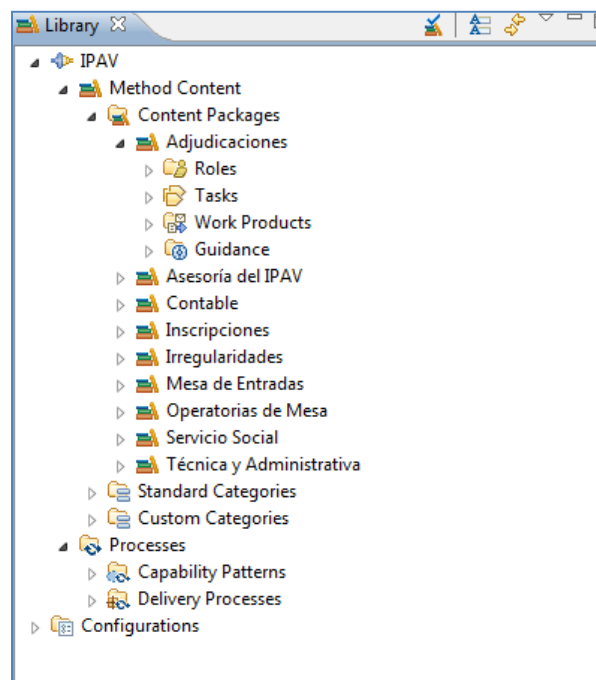 Library
IPAV
Method Content
Content Packages
Adjudicaciones
Roles
Tasks
Work Products
Guidance
Asesoría del IPAV
Contable
Inscripciones
Irregularidades
Mesa de Entradas
Operatorias de Mesa
Servicio Social
Técnica y Administrativa
Standard Categories
Custom Categories
Processes
Capability Patterns
Delivery Processes
Configurations